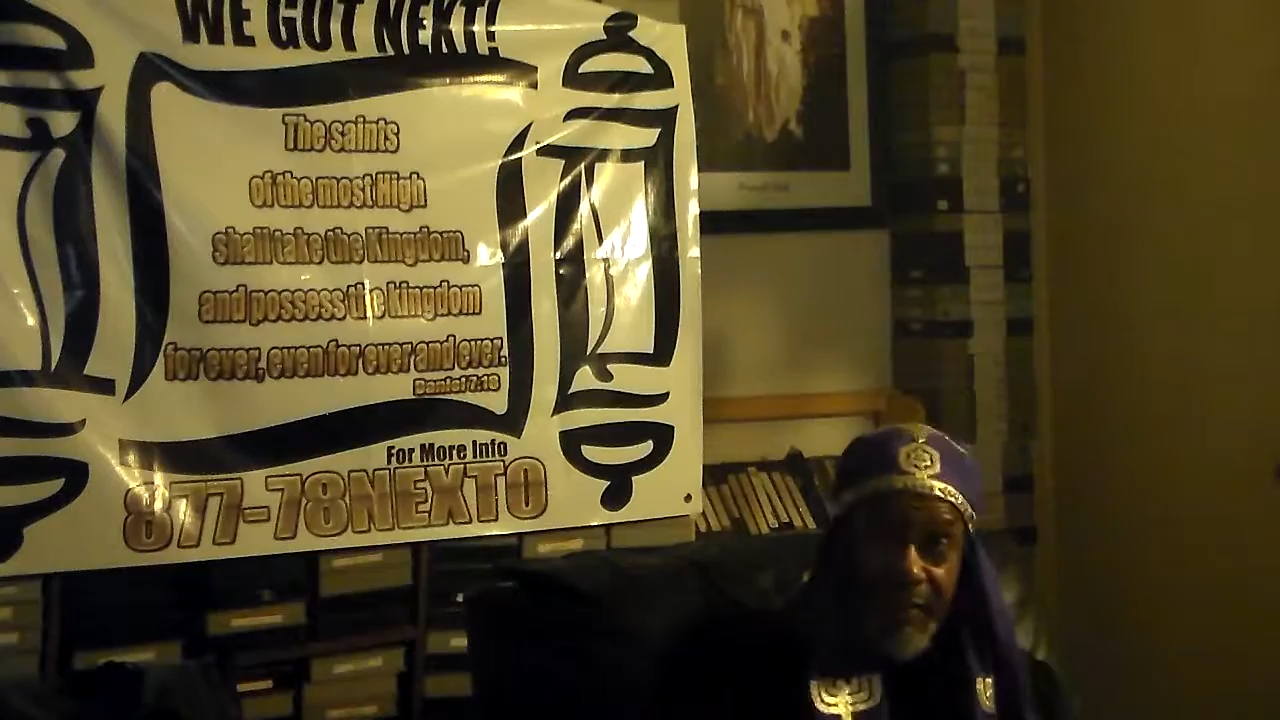 WE GOT NEXT!
The saints
of the most High
shall take the Kingdom,
and possess the kingdom
for ever, even for ever and ever.
Daniel 7:18
For More Info
877-78NEXTO